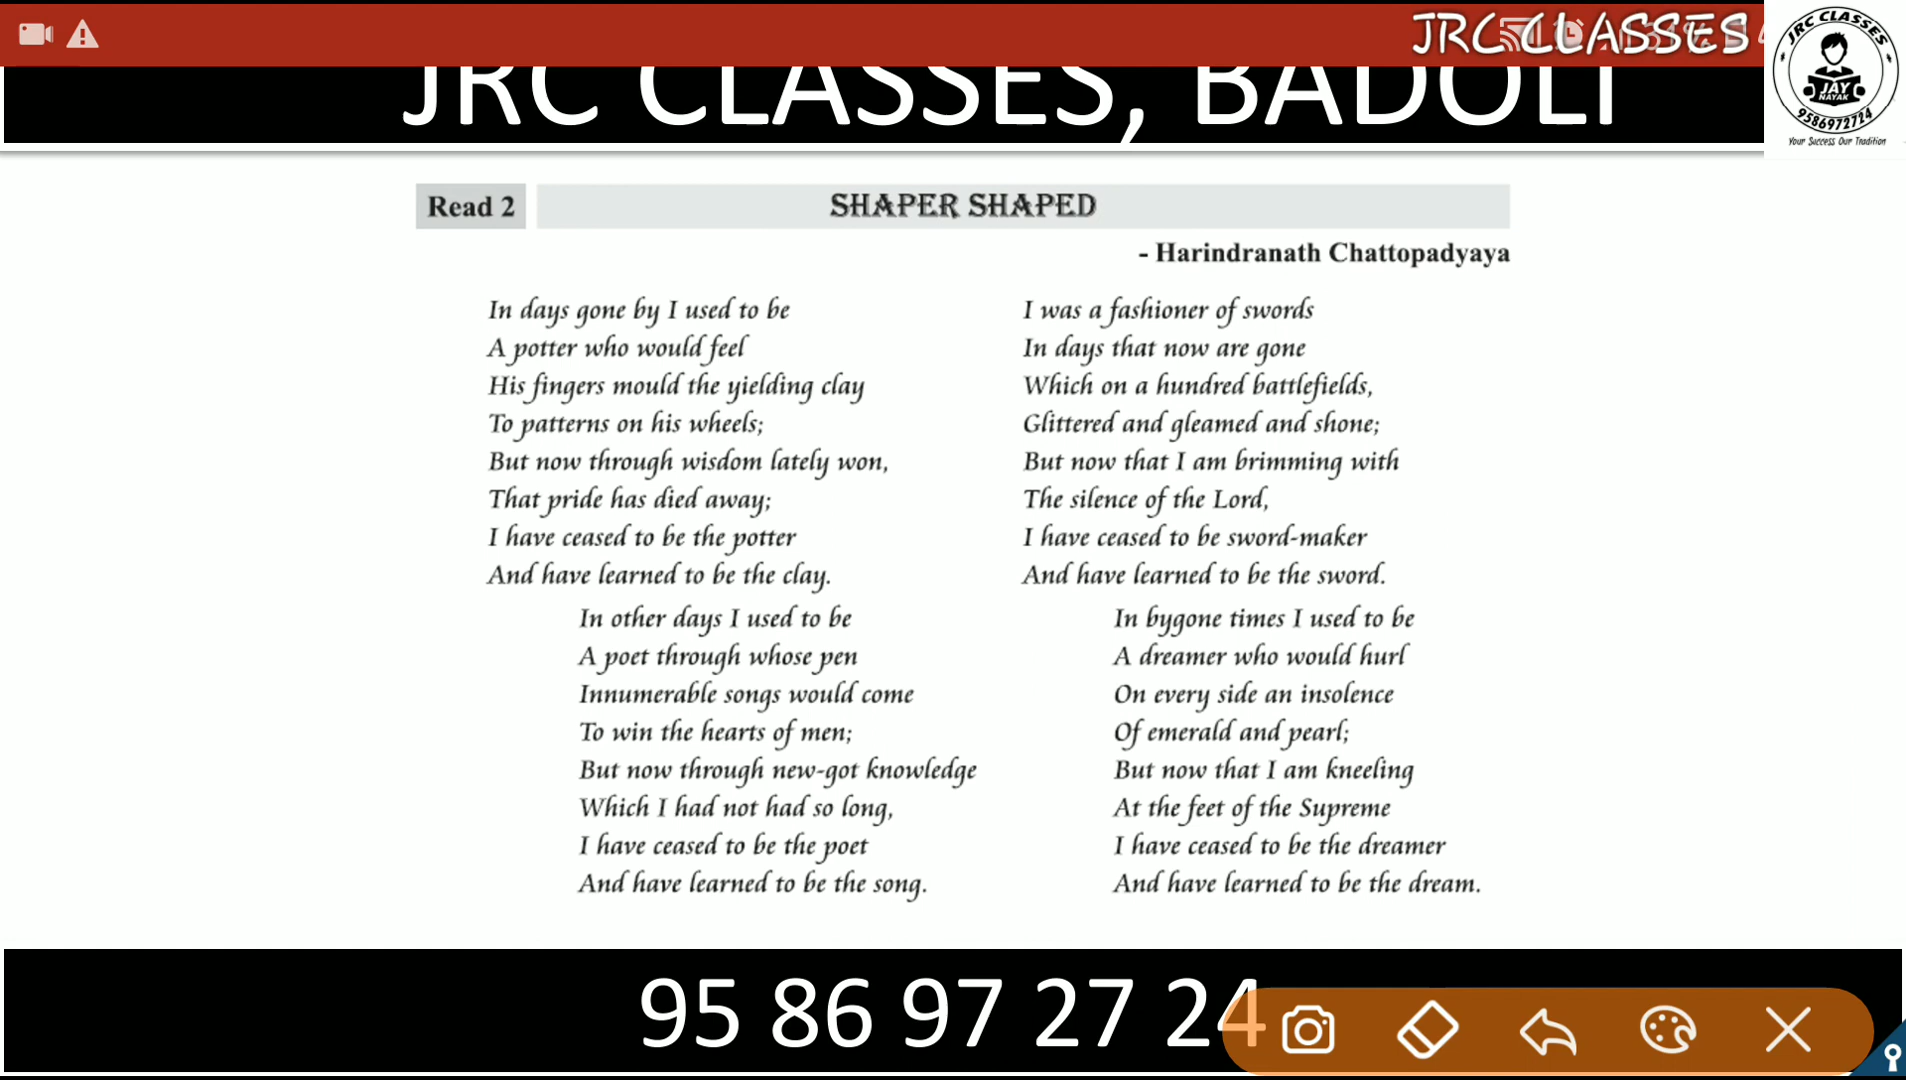 JRC CLASSES
JRC CLASSES, BADOLI
JRC CLASSES
JAY
NAYAK
9586972724
Your Success Our Tradition
Read 2
SHAPER SHAPED
- Harindranath Chattopadyaya
In days gone by I used to be
A potter who would feel
His fingers mould the yielding clay
To patterns on his wheels;
But now through wisdom lately won,
That pride has died away;
I have ceased to be the potter
And have learned to be the clay.
In other days I used to be
A poet through whose pen
Innumerable songs would come
To win the hearts of men;
But now through new-got knowledge
Which I had not had so long,
I have ceased to be the poet
And have learned to be the song.
I was a fashioner of swords
In days that now are gone
Which on a hundred battlefields,
Glittered and gleamed and shone;
But now that I am brimming with
The silence of the Lord,
I have ceased to be sword-maker
And have learned to be the sword.
In bygone times I used to be
A dreamer who would hurl
On every side an insolence
Of emerald and pearl;
But now that I am kneeling
At the feet of the Supreme
I have ceased to be the dreamer
And have learned to be the dream.
95 86 97 27 24